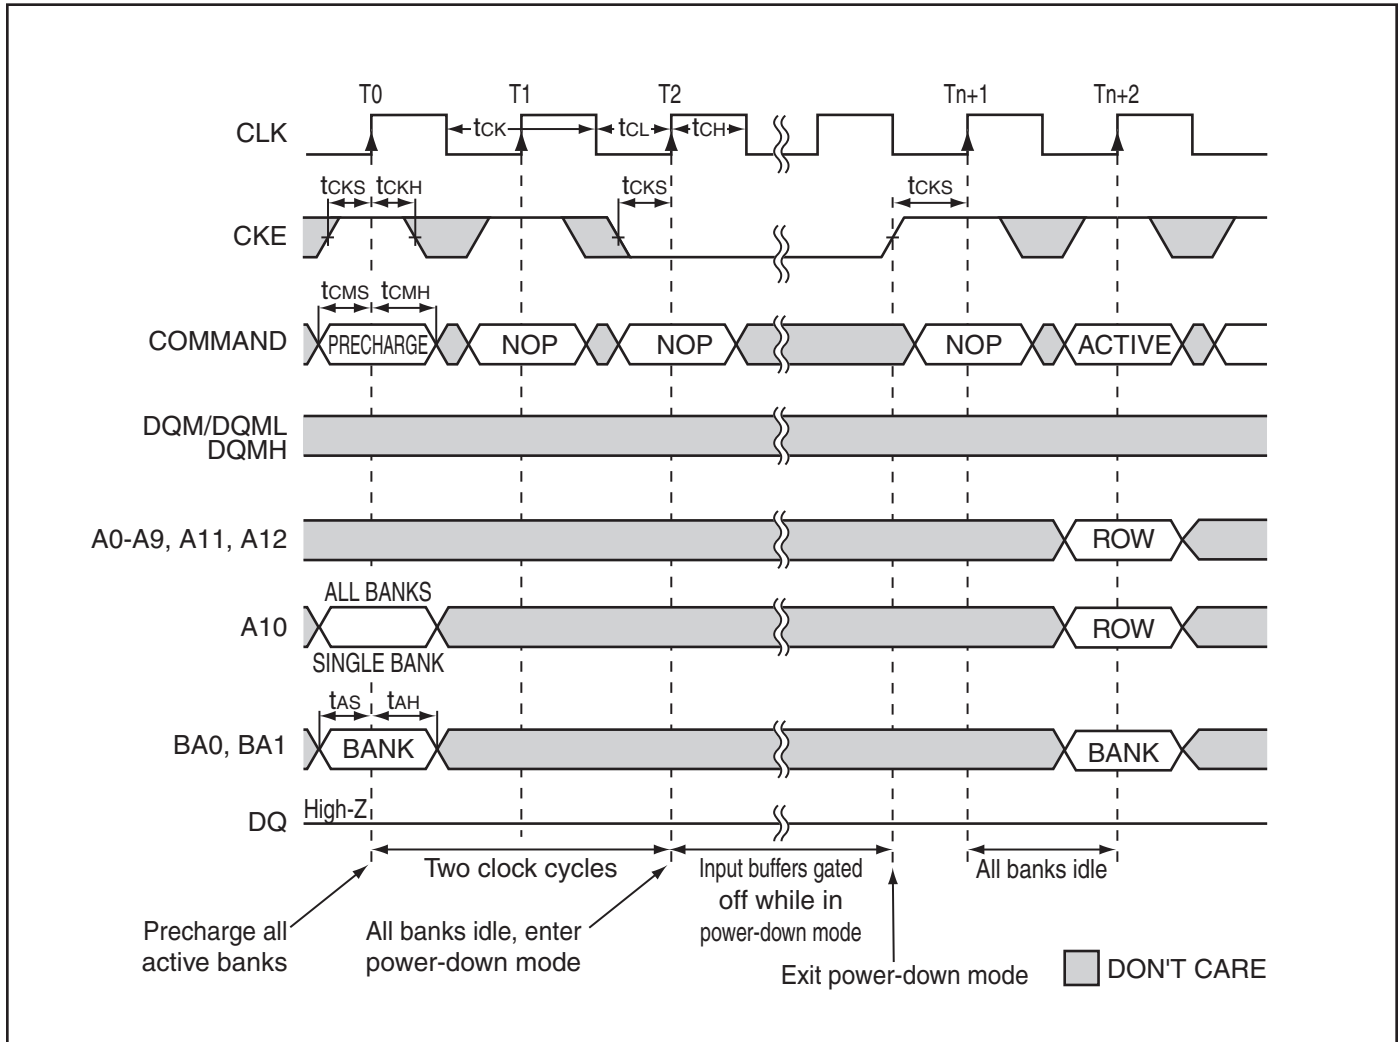 T0 T1 T2 Tn+1 Tn+2
CLK tCK tCL tCH
tCKS tCKH tCKS tCKS
CKE
tCMS tCMH
COMMAND PRECHARGE NOP NOP NOP ACTIVE
DQM/DQML
DQMH
A0-A9, A11, A12 ROW
ALL BANKS
A10 ROW
SINGLE BANK
tAS tAH
BA0, BA1 BANK BANK
High-Z
DQ
Two clock cycles
Input buffers gated
off while in
power-down mode
All banks idle
Precharge all
active banks
All banks idle, enter
power-down mode
Exit power-down mode
DON'T CARE